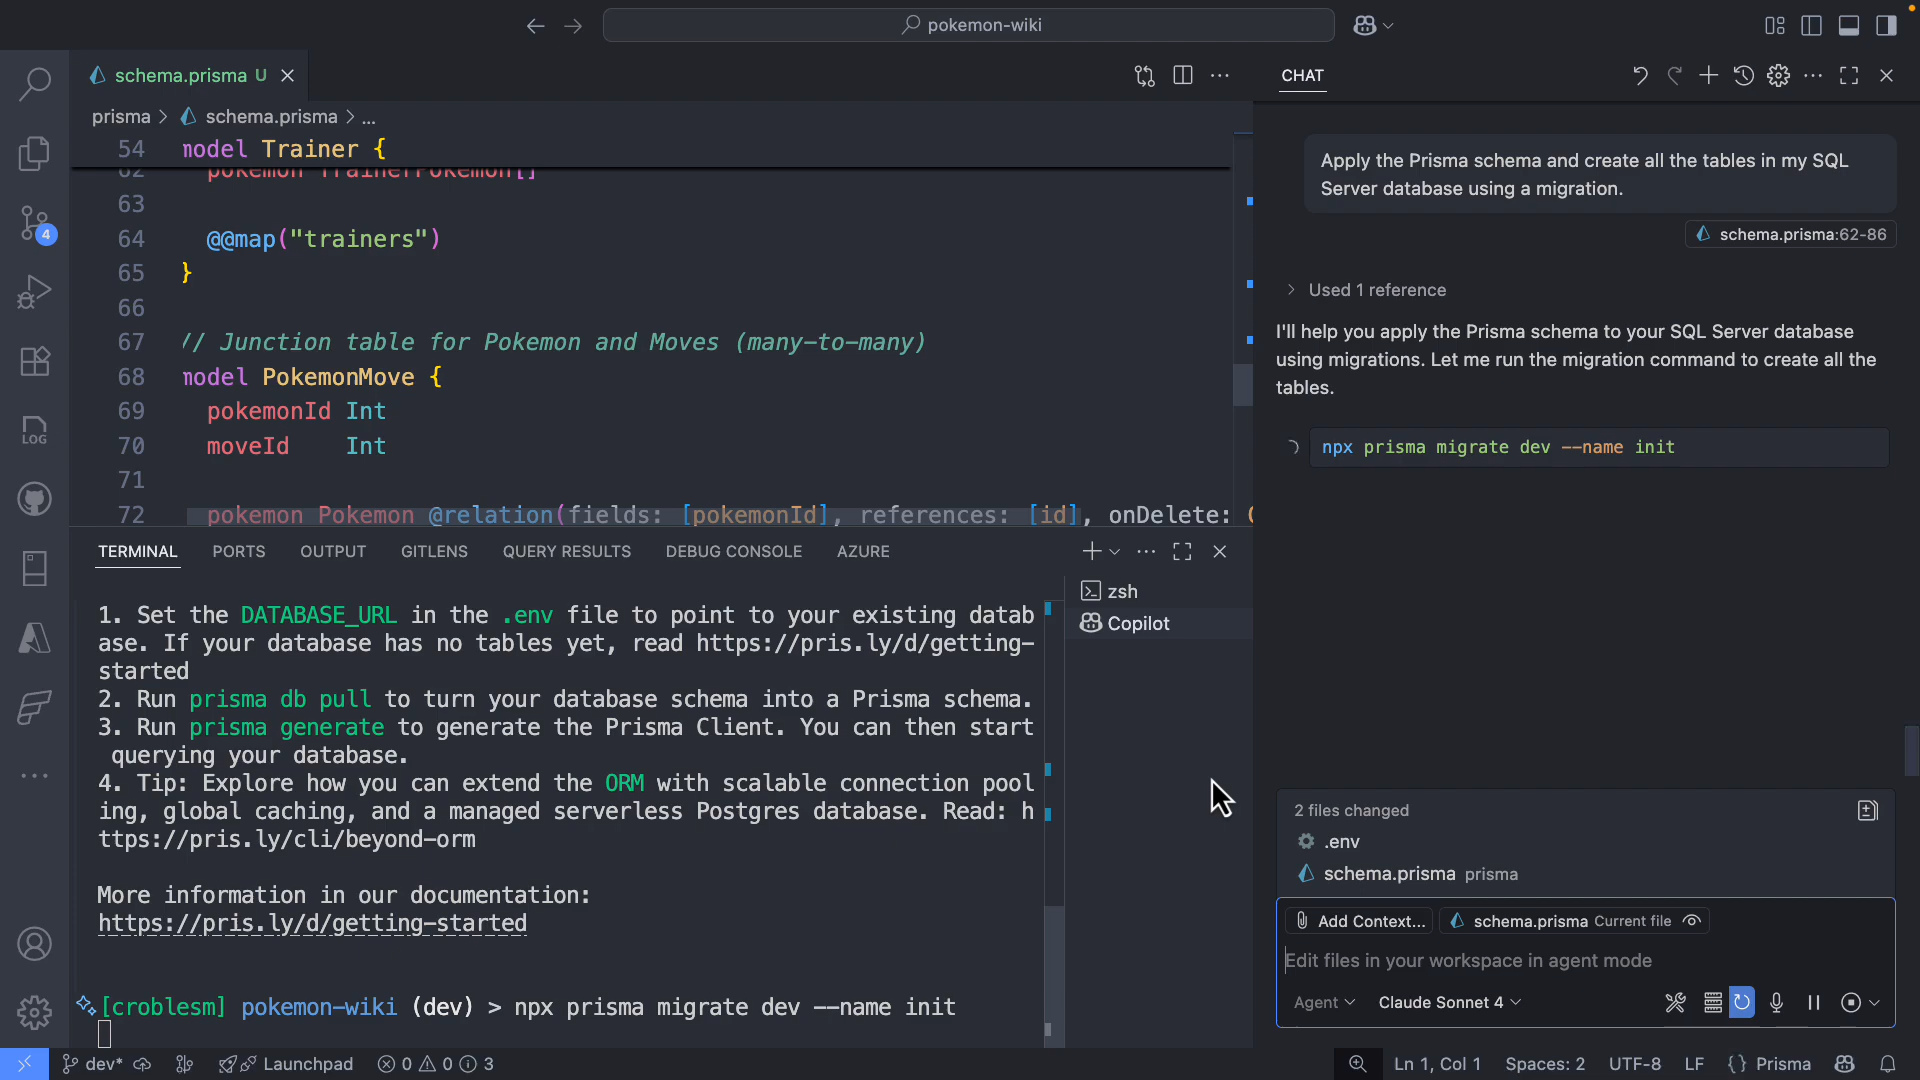 pokemon-wiki
schema.prisma U
CHAT
prisma > schema.prisma > ...
54 model Trainer {
62 pokemon TrainerPokemon[]
63
64 @@map("trainers")
65 }
66
67 // Junction table for Pokemon and Moves (many-to-many)
68 model PokemonMove {
69 pokemonId Int
70 moveId Int
71
72 pokemon Pokemon @relation(fields: [pokemonId], references: [id], onDelete:
4
LOG
TERMINAL PORTS OUTPUT GITLENS QUERY RESULTS DEBUG CONSOLE AZURE
1. Set the DATABASE_URL in the .env file to point to your existing datab
ase. If your database has no tables yet, read https://pris.ly/d/getting-
started
2. Run prisma db pull to turn your database schema into a Prisma schema.
3. Run prisma generate to generate the Prisma Client. You can then start
querying your database.
4. Tip: Explore how you can extend the ORM with scalable connection pool
ing, global caching, and a managed serverless Postgres database. Read: h
ttps://pris.ly/cli/beyond-orm
More information in our documentation:
https://pris.ly/d/getting-started
[croblesm] pokemon-wiki (dev) > npx prisma migrate dev --name init
zsh
Copilot
Apply the Prisma schema and create all the tables in my SQL
Server database using a migration.
schema.prisma:62-86
Used 1 reference
I'll help you apply the Prisma schema to your SQL Server database
using migrations. Let me run the migration command to create all the
tables.
npx prisma migrate dev --name init
2 files changed
.env
schema.prisma prisma
Add Context... schema.prisma Current file
Edit files in your workspace in agent mode
Agent Claude Sonnet 4
dev* Launchpad 0 0 3
Ln 1, Col 1 Spaces: 2 UTF-8 LF {} Prisma